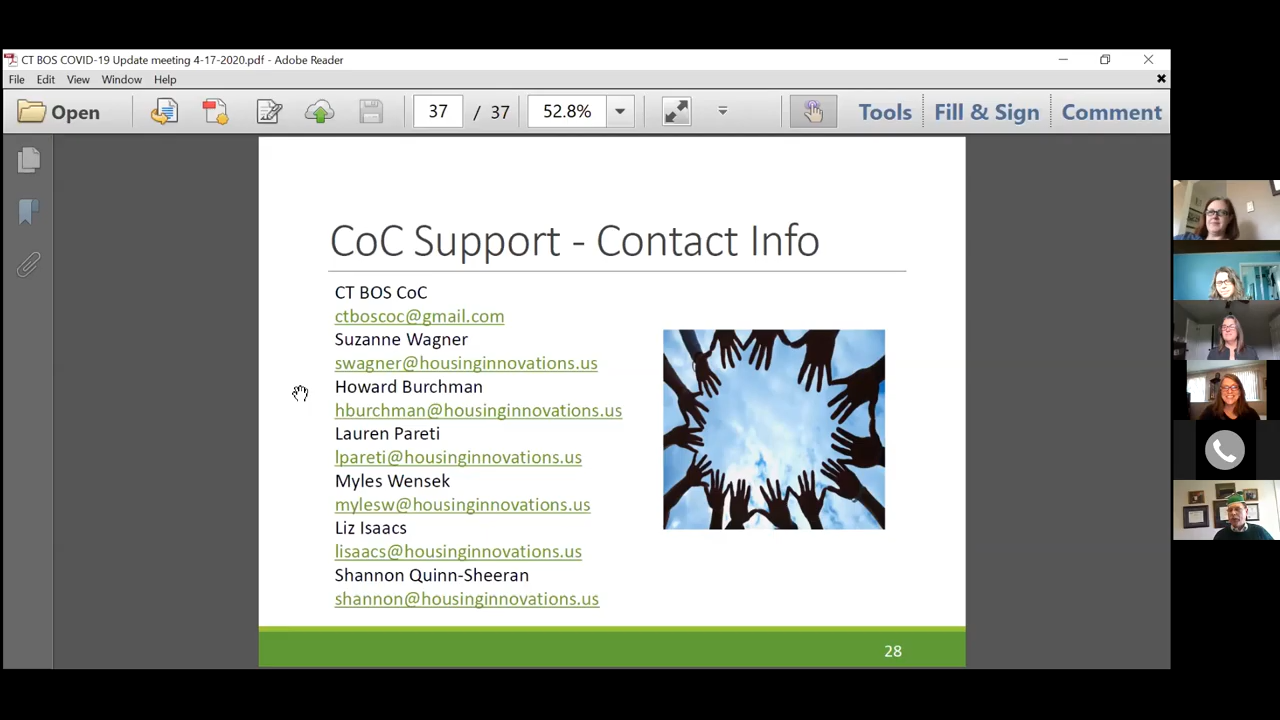 CT BOS COVID-19 Update meeting 4-17-2020.pdf - Adobe Reader
File Edit View Window Help
Open 37 / 37 52.8% Tools Fill & Sign Comment
CoC Support - Contact Info
CT BOS CoC
ctboscoc@gmail.com
Suzanne Wagner
swagner@housinginnovations.us
Howard Burchman
hburchman@housinginnovations.us
Lauren Pareti
lpareti@housinginnovations.us
Myles Wensek
mylesw@housinginnovations.us
Liz Isaacs
lisaacs@housinginnovations.us
Shannon Quinn-Sheeran
shannon@housinginnovations.us
28